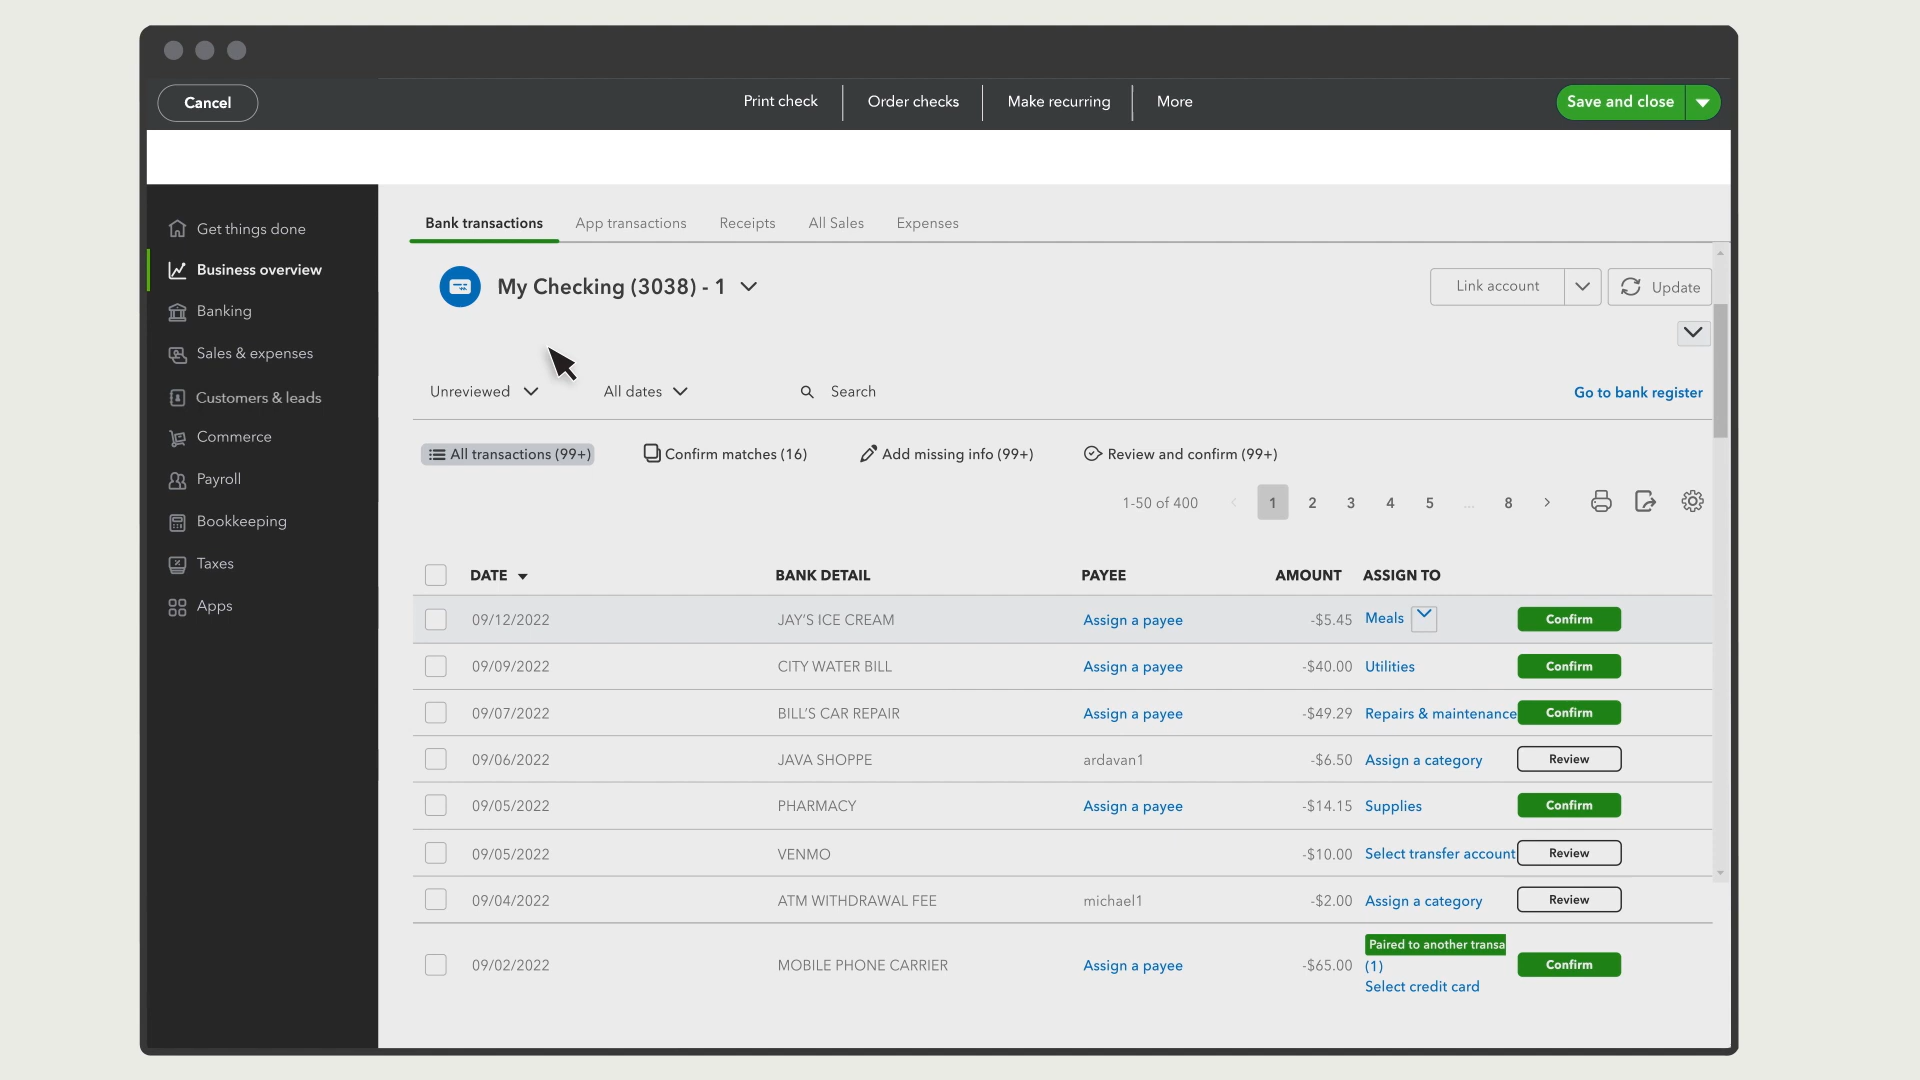 Cancel
Print check
Order checks
Make recurring
More
Save and close
Get things done
Business overview
Banking
Sales & expenses
Customers & leads
Commerce
Payroll
Bookkeeping
Taxes
Apps
Bank transactions
App transactions
Receipts
All Sales
Expenses
My Checking (3038) - 1
Link account
Update
Unreviewed
All dates
Search
Go to bank register
All transactions (99+)
Confirm matches (16)
Add missing info (99+)
Review and confirm (99+)
1-50 of 400 1 2 3 4 5 ... 8
DATE BANK DETAIL PAYEE AMOUNT ASSIGN TO
09/12/2022 JAY'S ICE CREAM Assign a payee -$5.45 Meals Confirm
09/09/2022 CITY WATER BILL Assign a payee -$40.00 Utilities Confirm
09/07/2022 BILL'S CAR REPAIR Assign a payee -$49.29 Repairs & maintenance Confirm
09/06/2022 JAVA SHOPPE ardavan1 -$6.50 Assign a category Review
09/05/2022 PHARMACY Assign a payee -$14.15 Supplies Confirm
09/05/2022 VENMO -$10.00 Select transfer account Review
09/04/2022 ATM WITHDRAWAL FEE michael1 -$2.00 Assign a category Review
Paired to another transa
09/02/2022 MOBILE PHONE CARRIER Assign a payee -$65.00 (1) Confirm
Select credit card